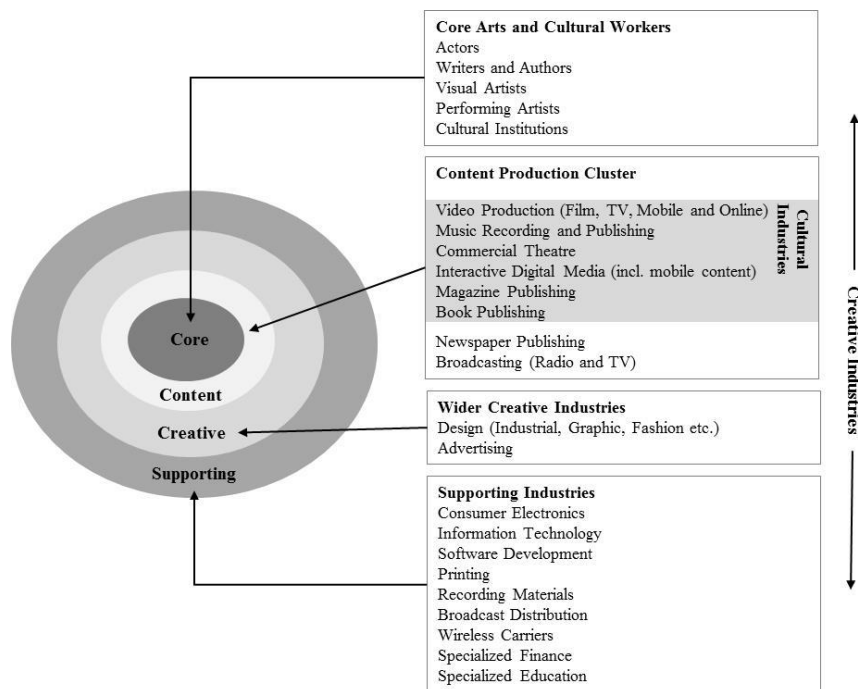 Core Arts and Cultural Workers
Actors
Writers and Authors
Visual Artists
Performing Artists
Cultural Institutions
Content Production Cluster
Video Production (Film, TV, Mobile and Online)
Music Recording and Publishing
Commercial Theatre
Interactive Digital Media (incl. mobile content)
Magazine Publishing
Book Publishing
Cultural
Industries
Newspaper Publishing
Broadcasting (Radio and TV)
Wider Creative Industries
Design (Industrial, Graphic, Fashion etc.)
Advertising
Supporting Industries
Consumer Electronics
Information Technology
Software Development
Printing
Recording Materials
Broadcast Distribution
Wireless Carriers
Specialized Finance
Specialized Education
Core
Content
Creative
Supporting
Creative Industries